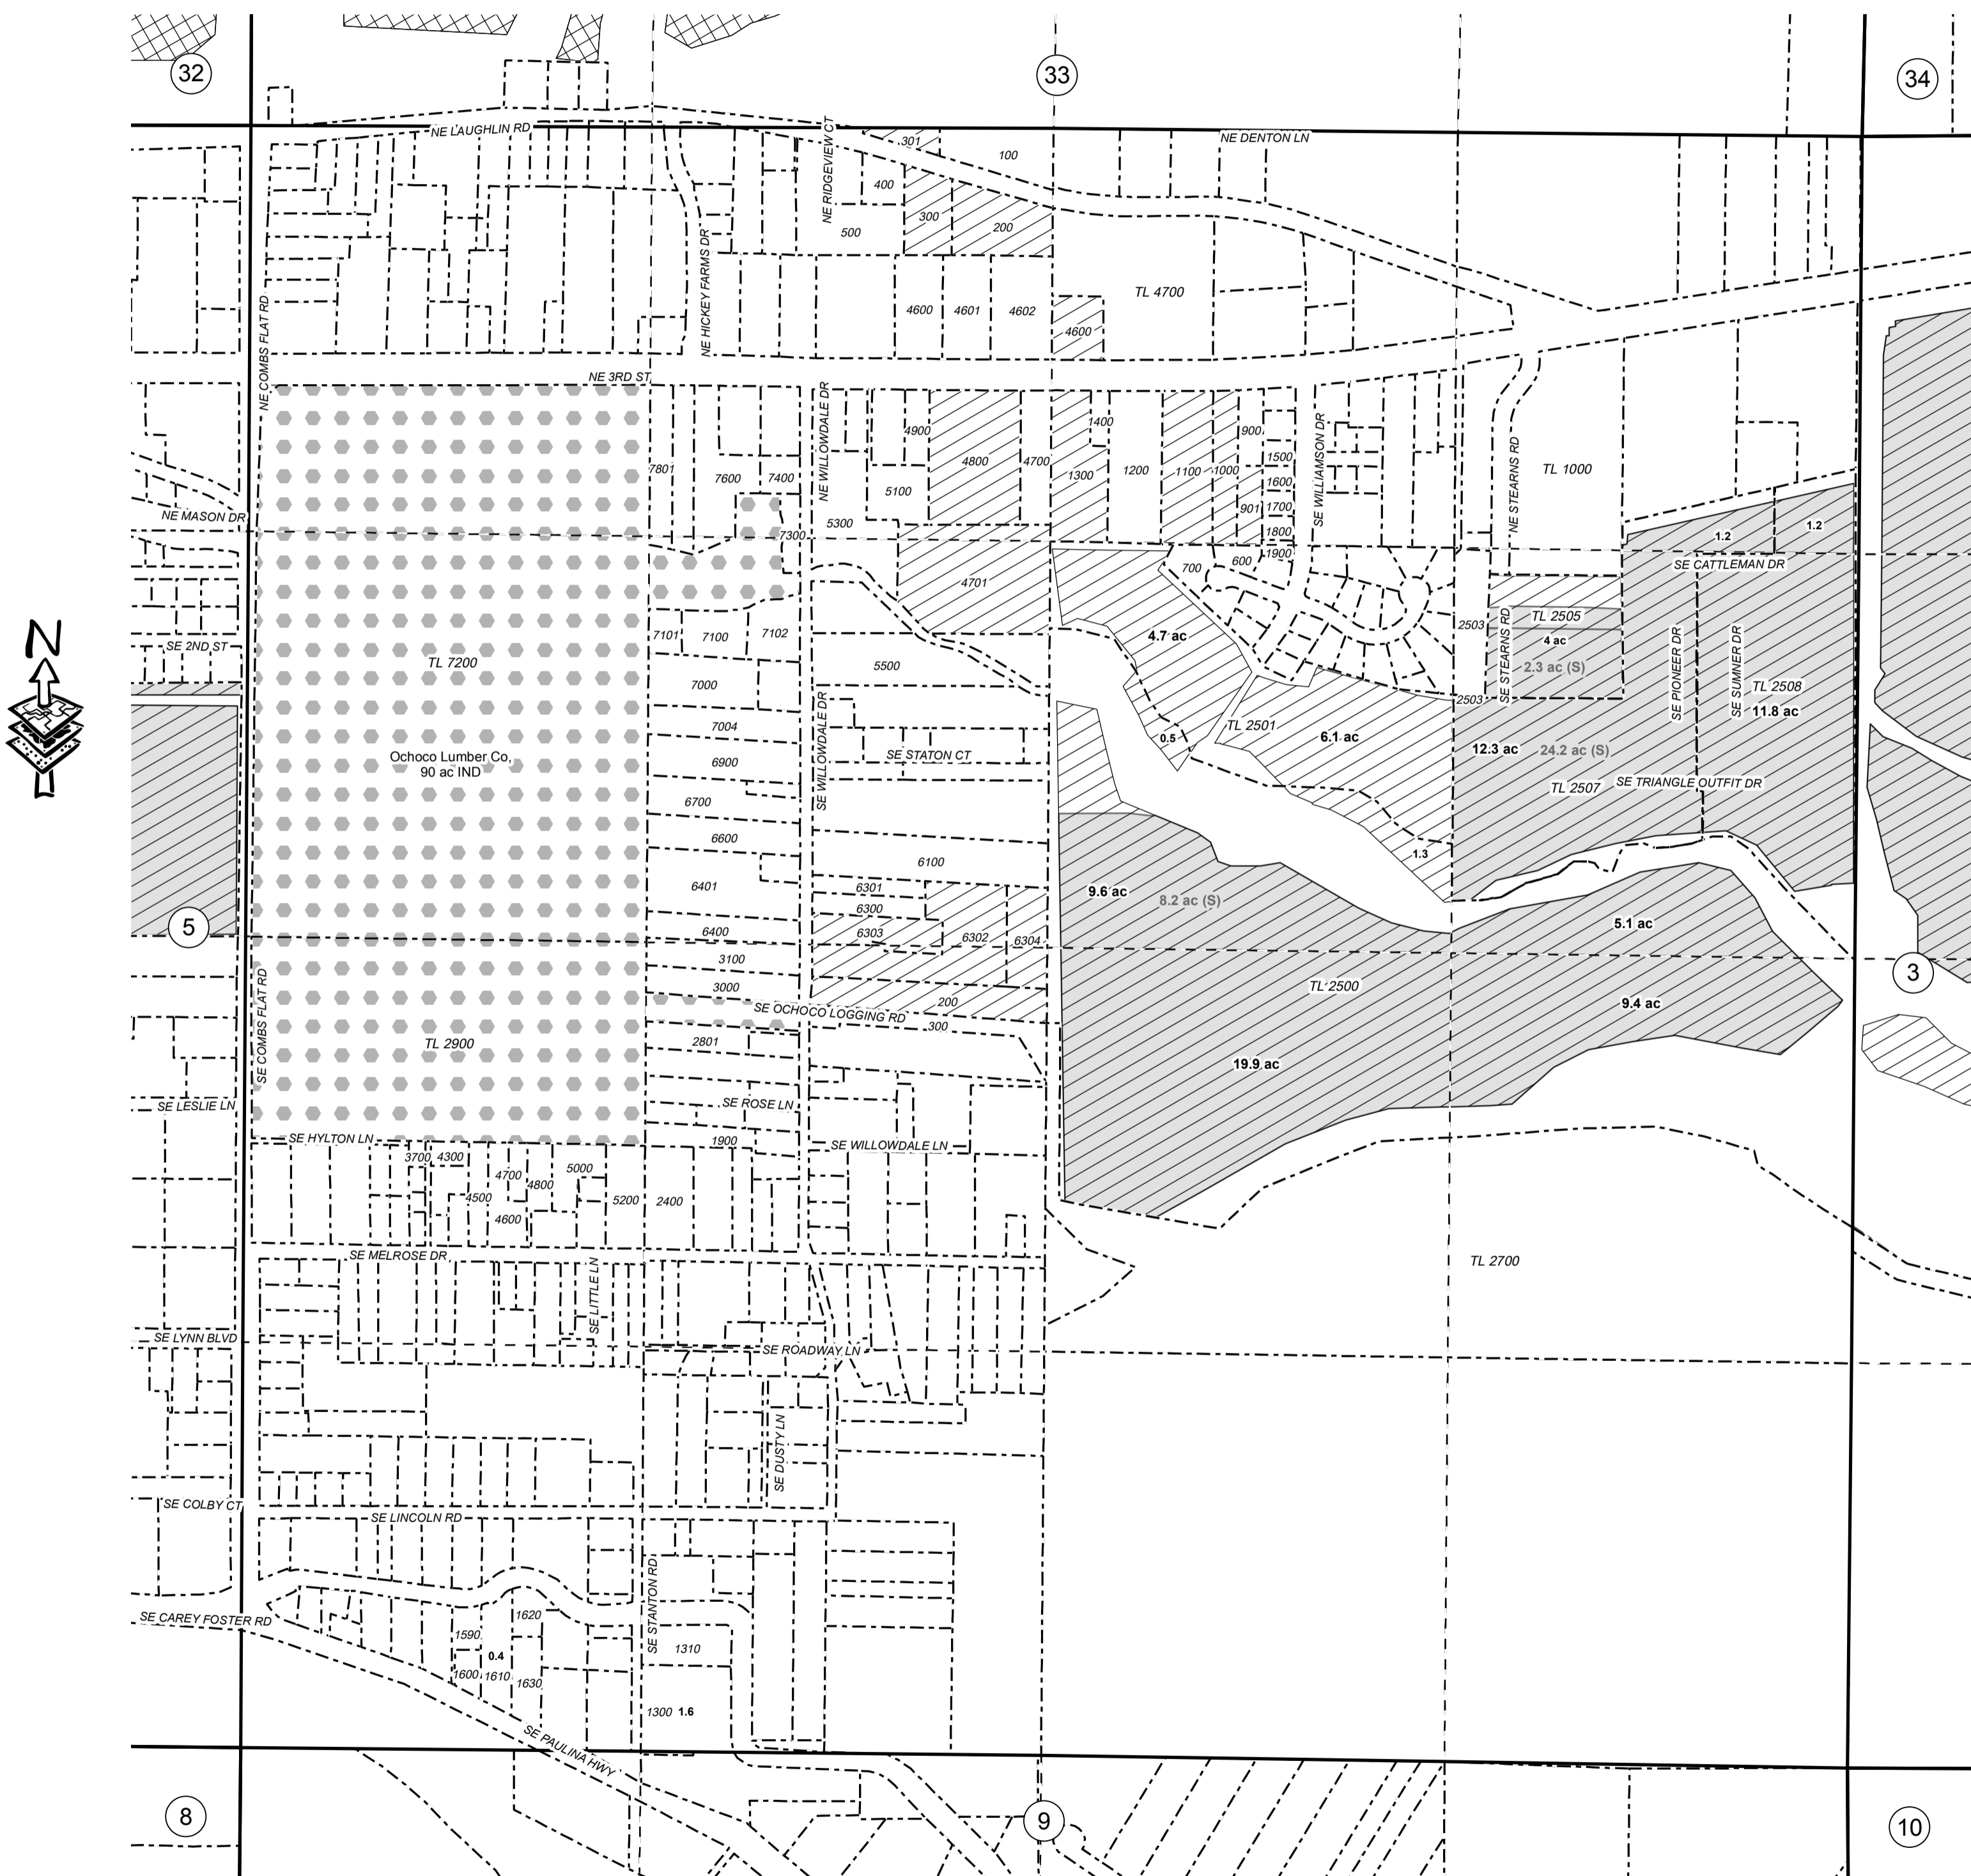 32
33
34
NE LAUGHLIN RD
NE RIDGEVIEW CT
301
100
NE DENTON LN
400
300
200
500
NE HICKEY FARMS DR
NE COMBS FLAT RD
4600
4601
4602
4600
TL 4700
NE 3RD ST
NE WILLOWDALE DR
7801
7600
7400
4900
4800
4700
5100
5300
7300
4701
1400
1300
1200
1100
1000
900
901
1500
1600
1700
1800
1900
SE WILLIAMSON DR
NE STEARNS RD
TL 1000
1.2
1.2
SE CATTLEMAN DR
NE MASON DR
SE 2ND ST
N
700
600
4.7 ac
2503
2503
SE STEARNS RD
TL 2505
4 ac
2.3 ac (S)
SE PIONEER DR
SE SUMNER DR
TL 2508
11.8 ac
TL 7200
7101
7100
7102
7000
7004
6900
6700
6600
6401
6400
5500
SE WILLOWDALE DR
SE STATON CT
0.5
TL 2501
6.1 ac
12.3 ac
24.2 ac (S)
TL 2507
SE TRIANGLE OUTFIT DR
Ochoco Lumber Co,
90 ac IND
6100
6301
6300
6303
6302
6304
1.3
9.6 ac
8.2 ac (S)
5.1 ac
5
3
3100
3000
200
SE OCHOCO LOGGING RD
300
2801
TL 2500
9.4 ac
19.9 ac
SE COMBS FLAT RD
TL 2900
SE LESLIE LN
SE ROSE LN
SE HYLTON LN
1900
SE WILLOWDALE LN
3700
4300
4500
4700
4800
4600
5000
5200
2400
SE MELROSE DR
TL 2700
SE LITTLE LN
SE LYNN BLVD
SE ROADWAY LN
SE DUSTY LN
SE COLBY CT
SE LINCOLN RD
SE STANTON RD
SE CAREY FOSTER RD
1620
1590
0.4
1600
1610
1630
1310
1300
1.6
SE PAULINA HWY
8
9
10